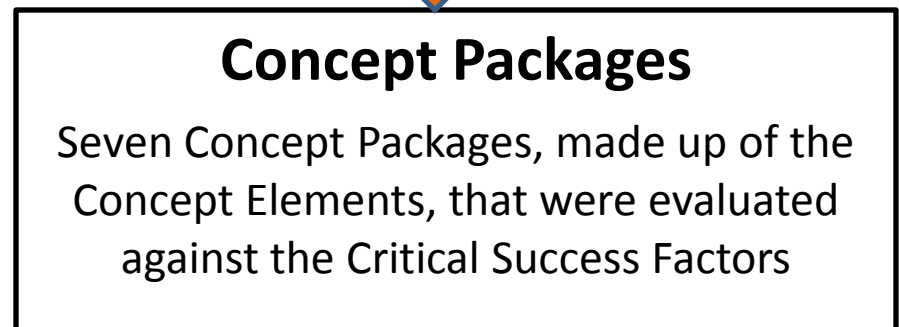 Concept Packages
Seven Concept Packages, made up of the
Concept Elements, that were evaluated
against the Critical Success Factors